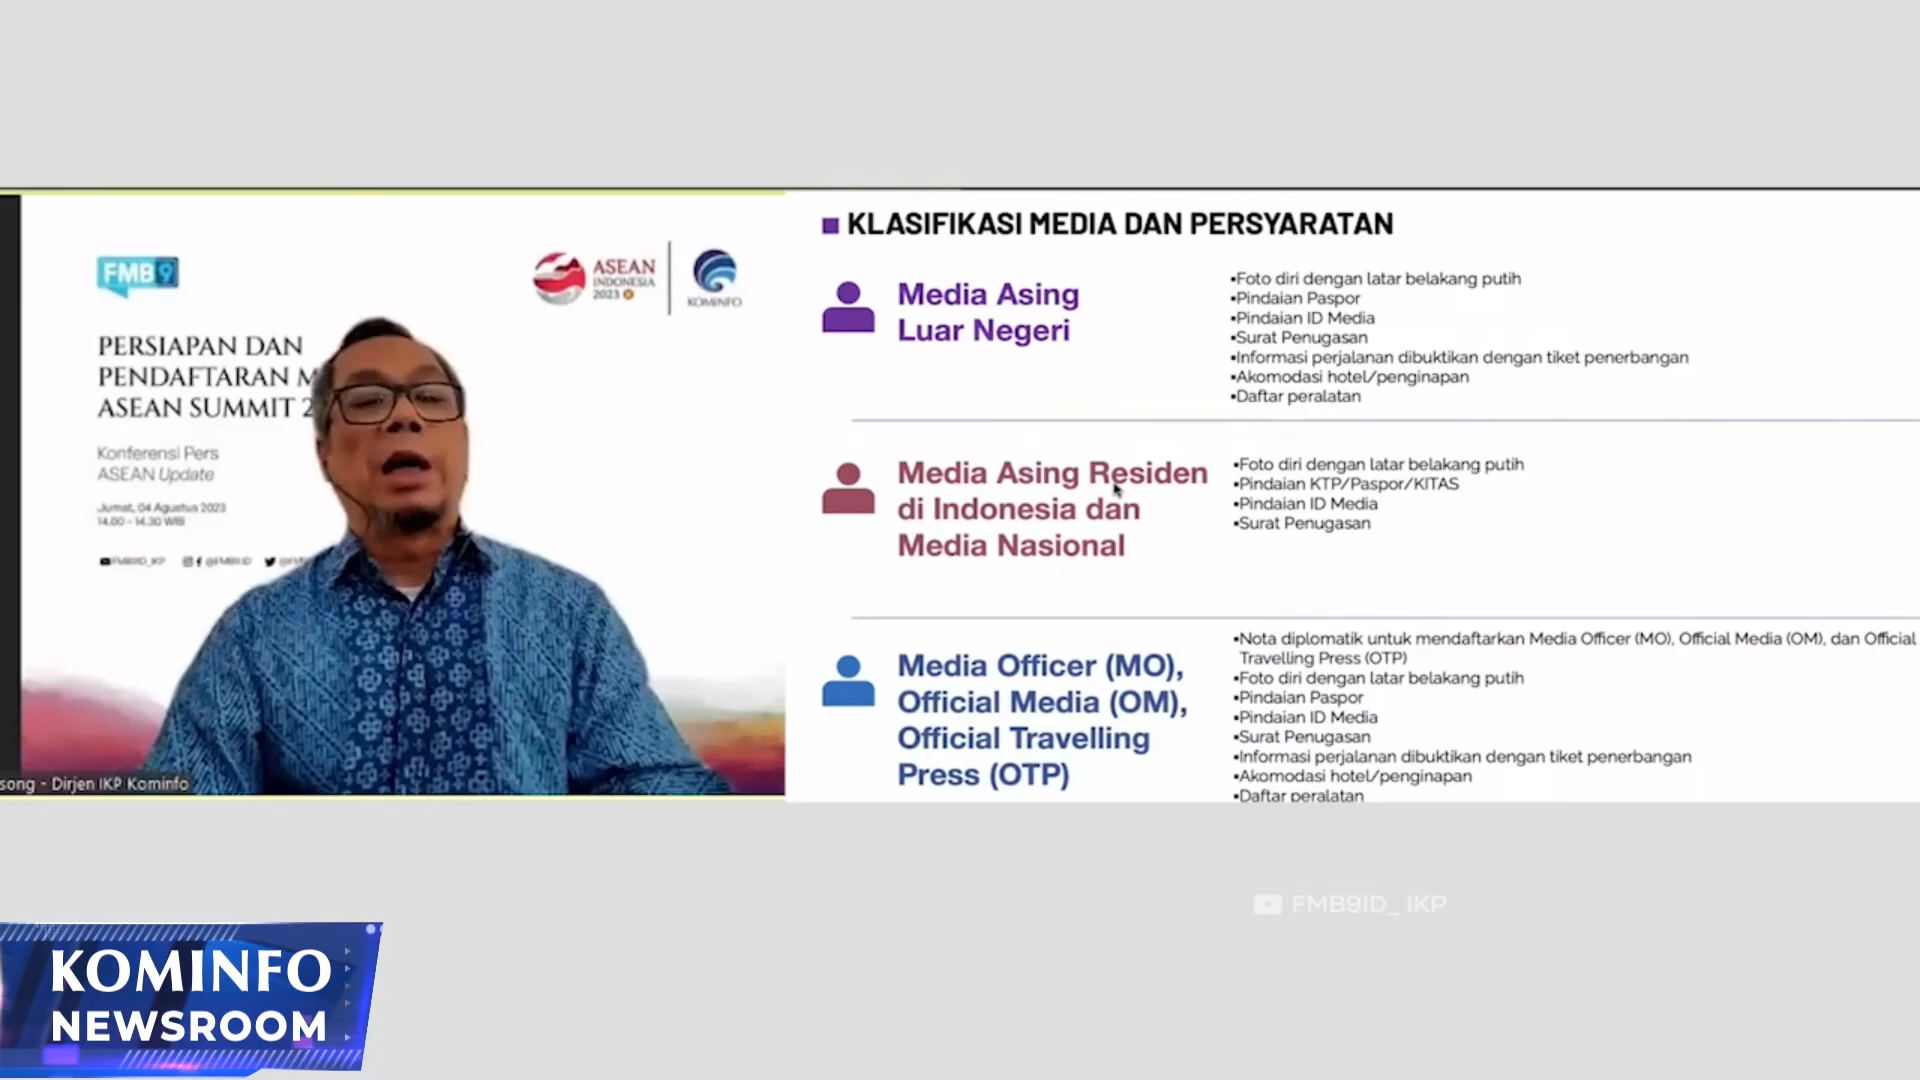 FMB9
ASEAN
INDONESIA
2023
KOMINFO
PERSIAPAN DAN
PENDAFTARAN M
ASEAN SUMMIT 2
Konferensi Pers
ASEAN Update
Jumat, 04 Agustus 2023
14.00 - 14.30 WIB
FMB9ID_IKP
@FMB9ID
song - Dirjen IKP Kominfo
KLASIFIKASI MEDIA DAN PERSYARATAN
Media Asing
Luar Negeri
▪Foto diri dengan latar belakang putih
▪Pindaian Paspor
▪Pindaian ID Media
▪Surat Penugasan
▪Informasi perjalanan dibuktikan dengan tiket penerbangan
▪Akomodasi hotel/penginapan
▪Daftar peralatan
Media Asing Residen
di Indonesia dan
Media Nasional
▪Foto diri dengan latar belakang putih
▪Pindaian KTP/Paspor/KITAS
▪Pindaian ID Media
▪Surat Penugasan
Media Officer (MO),
Official Media (OM),
Official Travelling
Press (OTP)
▪Nota diplomatik untuk mendaftarkan Media Officer (MO), Official Media (OM), dan Official
Travelling Press (OTP)
▪Foto diri dengan latar belakang putih
▪Pindaian Paspor
▪Pindaian ID Media
▪Surat Penugasan
▪Informasi perjalanan dibuktikan dengan tiket penerbangan
▪Akomodasi hotel/penginapan
▪Daftar peralatan
FMB9ID_ IKP
KOMINFO
NEWSROOM